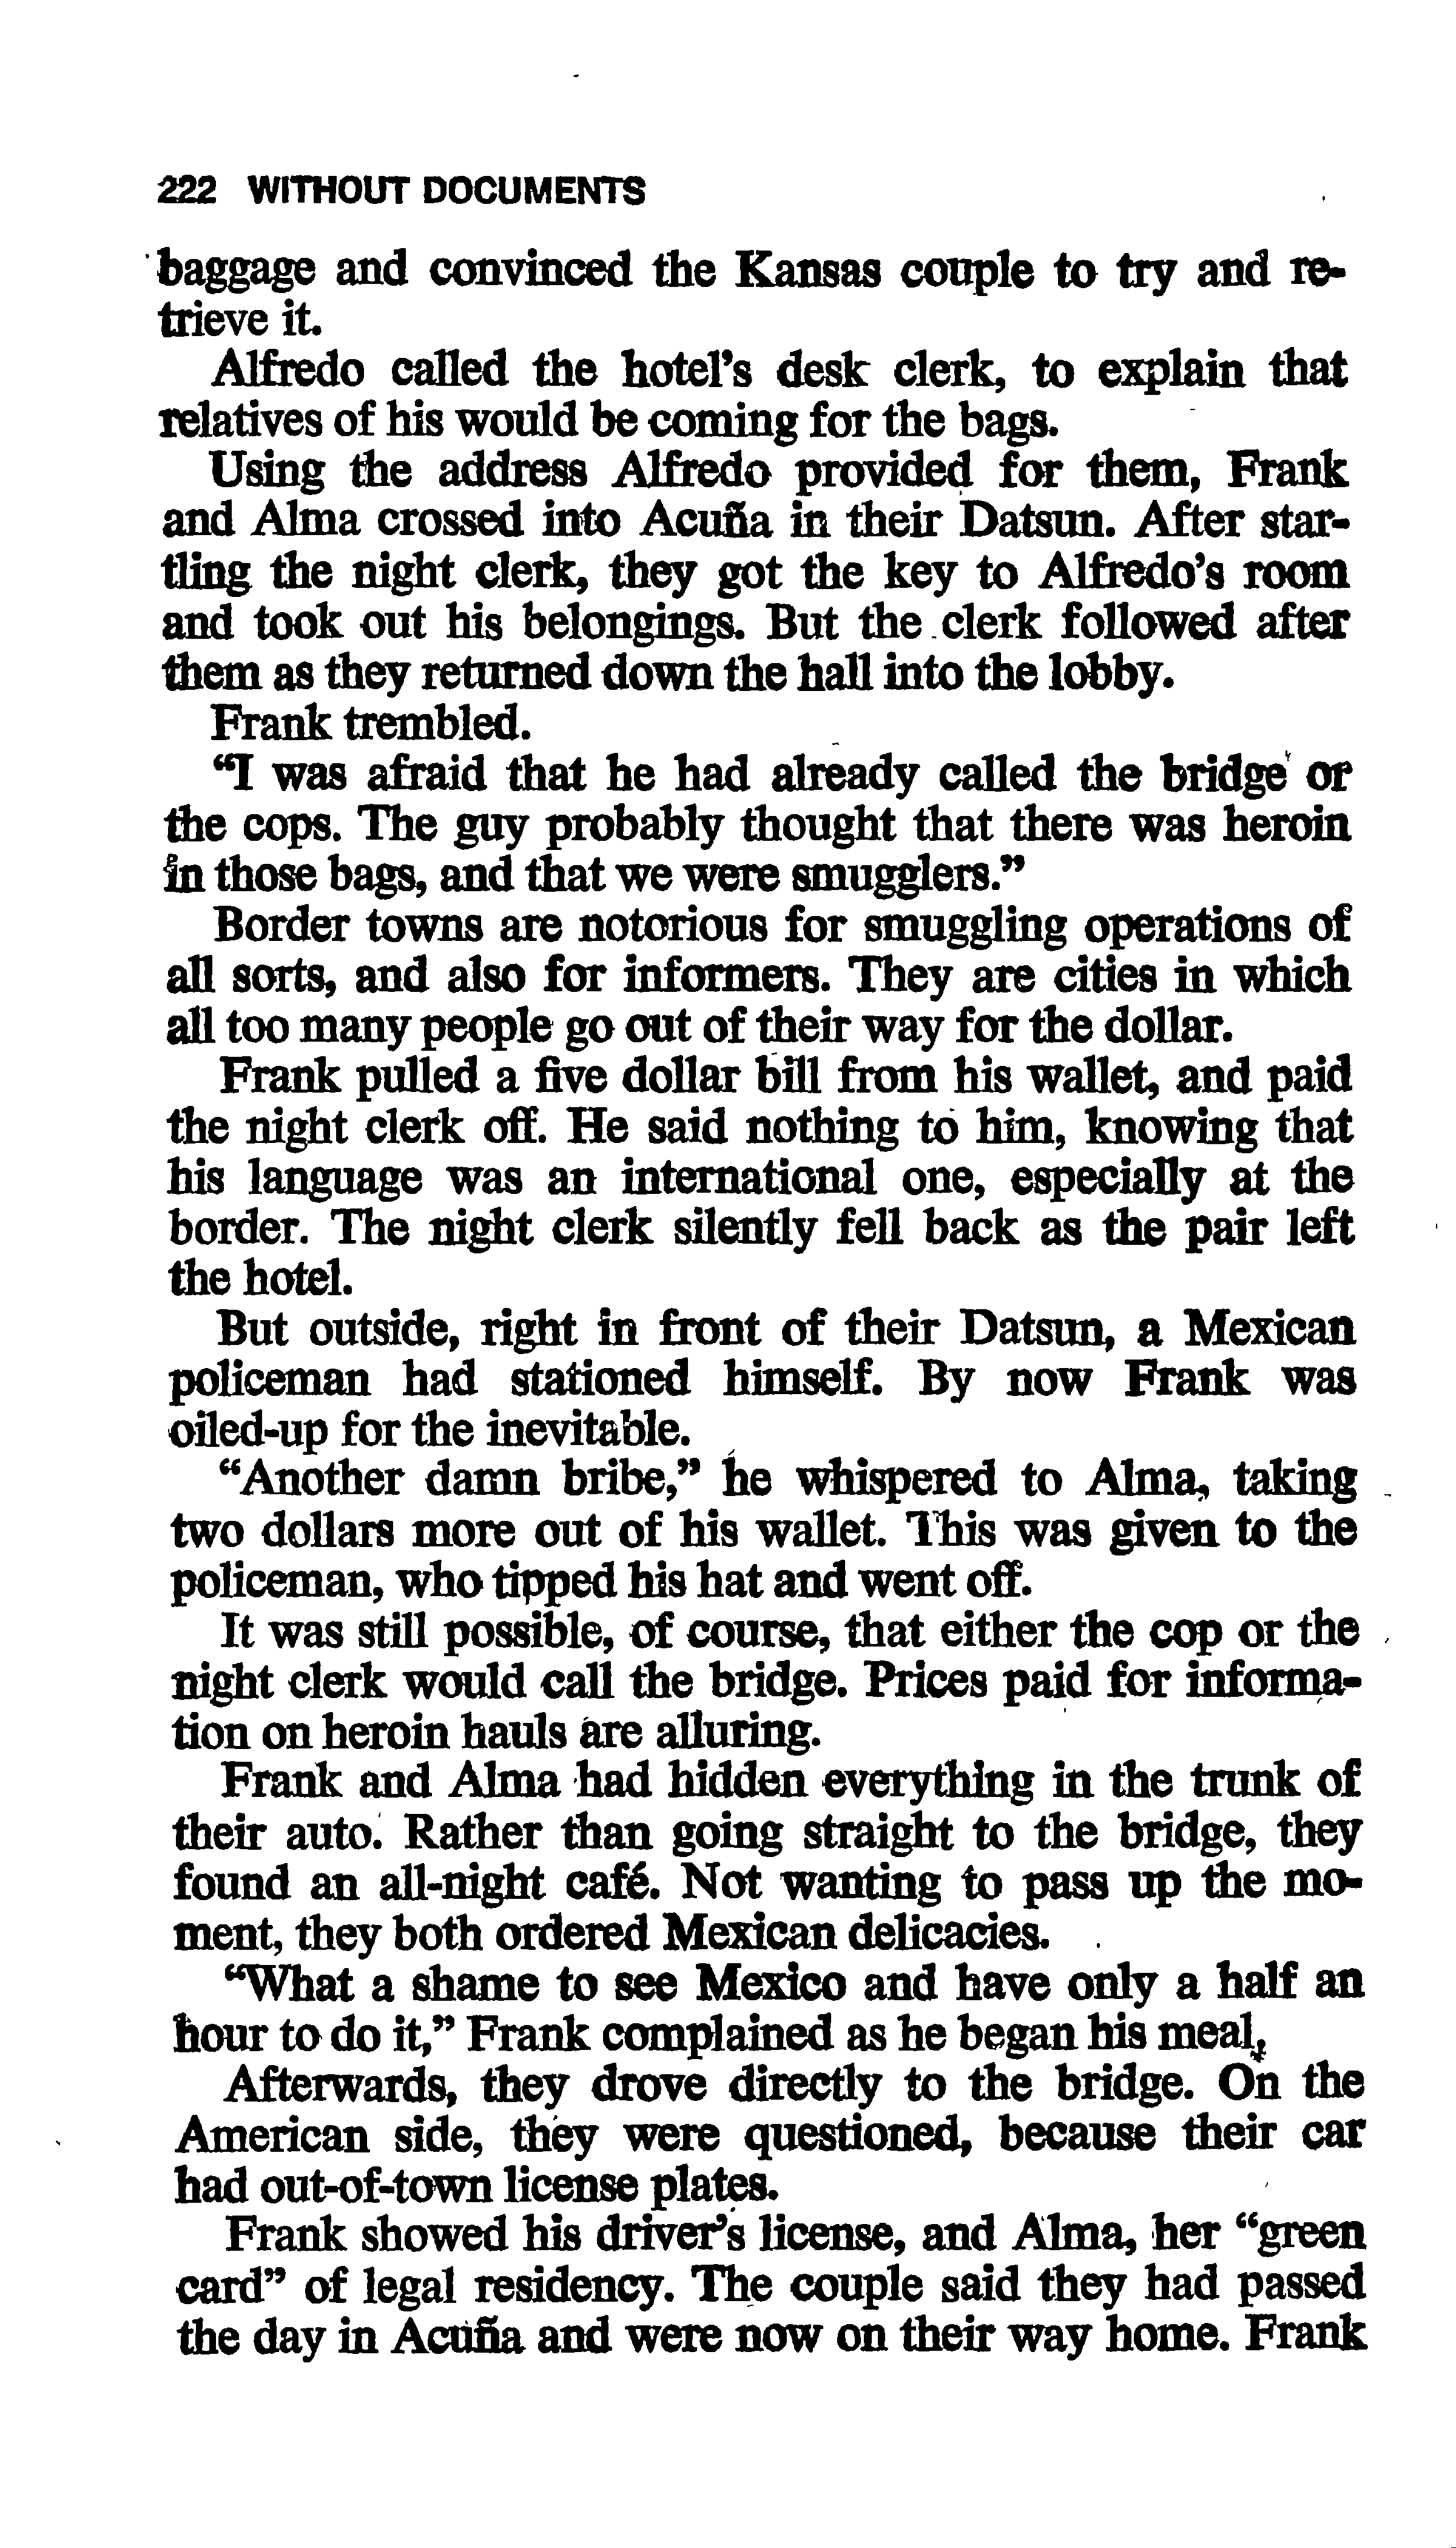 222 WITHOUT DOCUMENTS
baggage and convinced the Kansas couple to try and re-
trieve it.
Alfredo called the hotel's desk clerk, to explain that
relatives of his would be coming for the bags.
Using the address Alfredo provided for them, Frank
and Alma crossed into Acuña in their Datsun. After star-
tling the night clerk, they got the key to Alfredo's room
and took out his belongings. But the clerk followed after
them as they returned down the hall into the lobby.
Frank trembled.
“I was afraid that he had already called the bridge or
the cops. The guy probably thought that there was heroin
in those bags, and that we were smugglers.”
Border towns are notorious for smuggling operations of
all sorts, and also for informers. They are cities in which
all too many people go out of their way for the dollar.
Frank pulled a five dollar bill from his wallet, and paid
the night clerk off. He said nothing to him, knowing that
his language was an international one, especially at the
border. The night clerk silently fell back as the pair left
the hotel.
But outside, right in front of their Datsun, a Mexican
policeman had stationed himself. By now Frank was
oiled-up for the inevitable.
“Another damn bribe,” he whispered to Alma, taking
two dollars more out of his wallet. This was given to the
policeman, who tipped his hat and went off.
It was still possible, of course, that either the cop or the
night clerk would call the bridge. Prices paid for informa-
tion on heroin hauls are alluring.
Frank and Alma had hidden everything in the trunk of
their auto. Rather than going straight to the bridge, they
found an all-night café. Not wanting to pass up the mo-
ment, they both ordered Mexican delicacies.
“What a shame to see Mexico and have only a half an
hour to do it,” Frank complained as he began his meal.
Afterwards, they drove directly to the bridge. On the
American side, they were questioned, because their car
had out-of-town license plates.
Frank showed his driver's license, and Alma, her “green
card” of legal residency. The couple said they had passed
the day in Acuña and were now on their way home. Frank